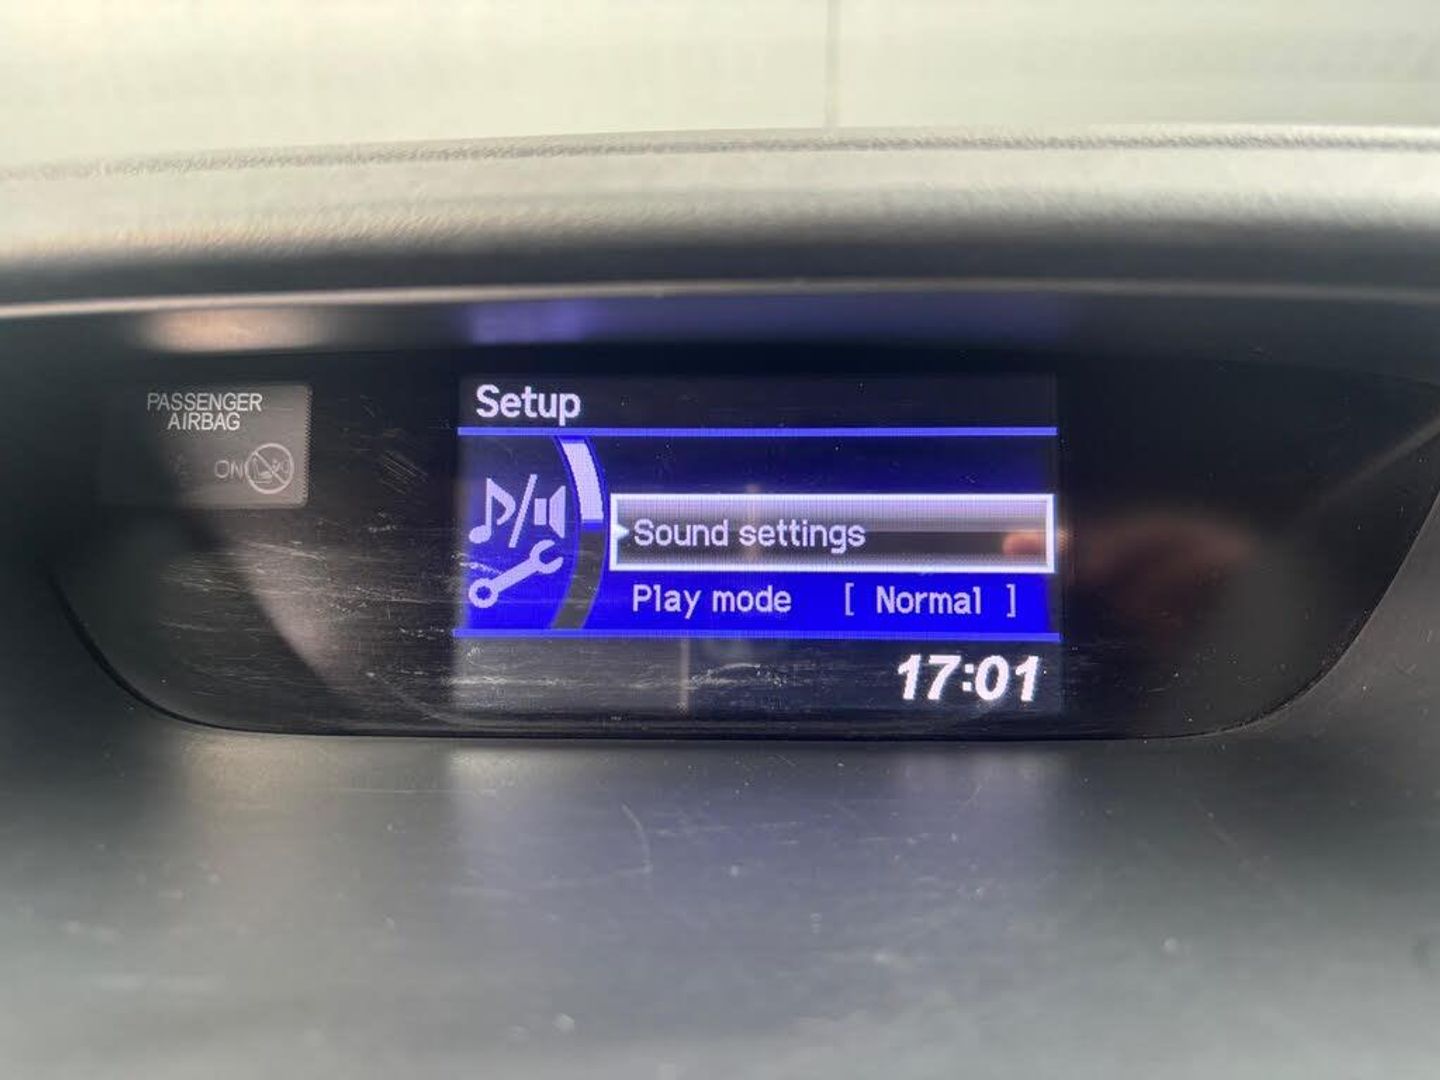 PASSENGER
AIRBAG
ON
Setup
Sound settings
Play mode [ Normal ]
17:01